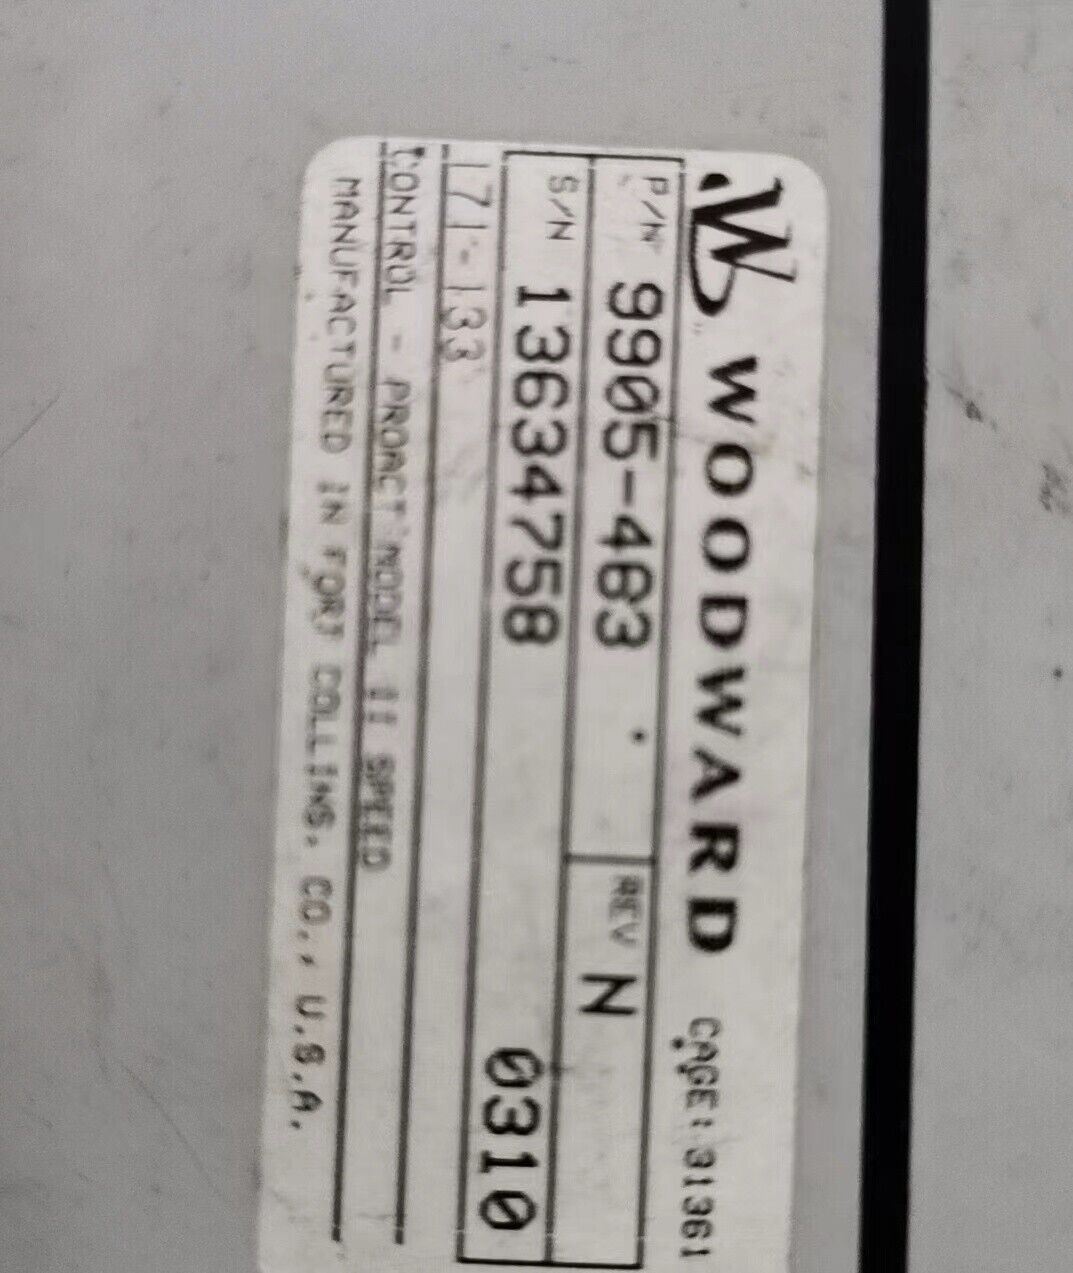 WOODWARD CAGE: 31361
P/N 9905-463 REV N
S/N 13634758 0310
171-133
CONTROL - PROACT MODEL II SPEED
MANUFACTURED IN FORT COLLINS, CO., U.S.A.